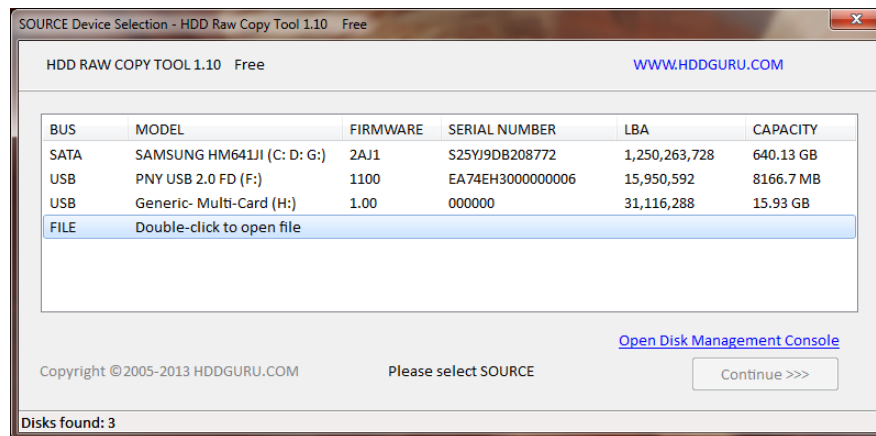 SOURCE Device Selection - HDD Raw Copy Tool 1.10 Free
HDD RAW COPY TOOL 1.10 Free WWW.HDDGURU.COM
BUS MODEL FIRMWARE SERIAL NUMBER LBA CAPACITY
SATA SAMSUNG HM641JI (C: D: G:) 2AJ1 S25YJ9DB208772 1,250,263,728 640.13 GB
USB PNY USB 2.0 FD (F:) 1100 EA74EH3000000006 15,950,592 8166.7 MB
USB Generic- Multi-Card (H:) 1.00 000000 31,116,288 15.93 GB
FILE Double-click to open file
Open Disk Management Console
Copyright ©2005-2013 HDDGURU.COM Please select SOURCE Continue >>>
Disks found: 3